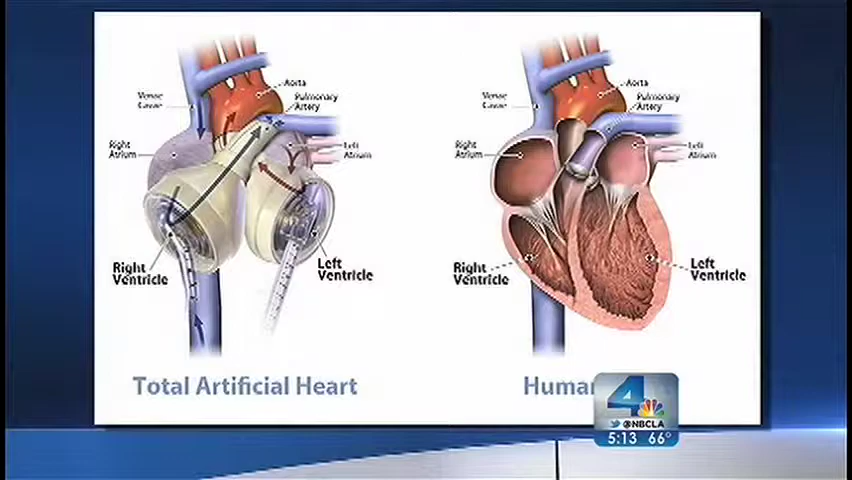 Aorta
Venae
Cavae
Pulmonary
Artery
Right
Atrium
Left
Atrium
Right
Ventricle
Left
Ventricle
Total Artificial Heart
Aorta
Venae
Cavae
Pulmonary
Artery
Right
Atrium
Left
Atrium
Right
Ventricle
Left
Ventricle
Human
4
@NBCLA
5:13 66°